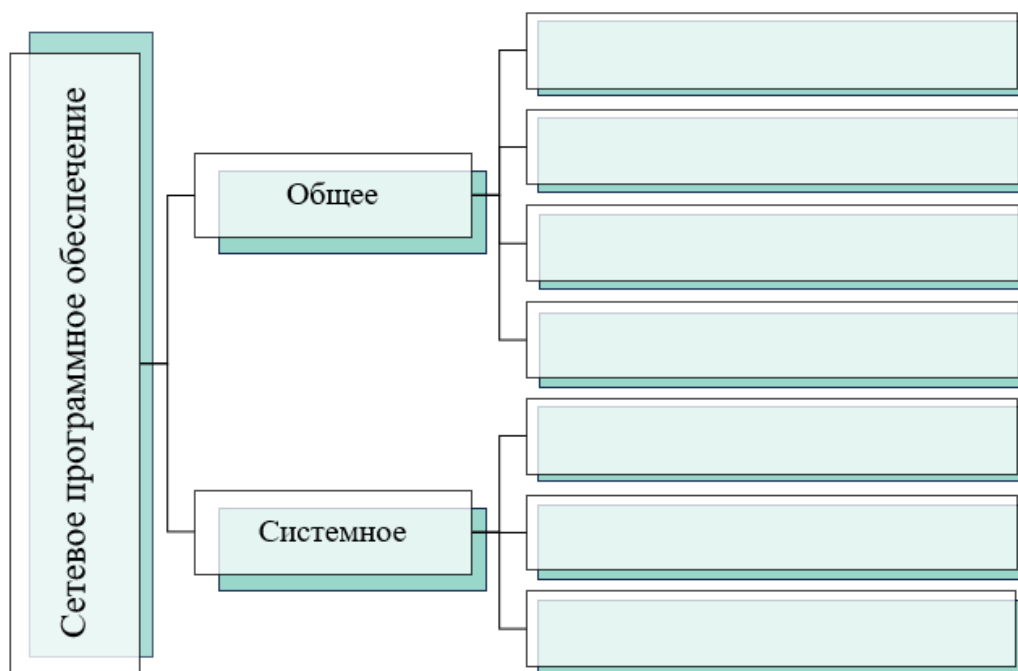 Сетевое программное обеспечение
Общее
Системное